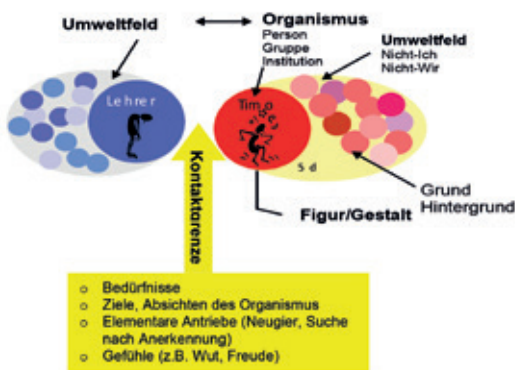 Umweltfeld
Organismus
Person
Gruppe
Institution
Umweltfeld
Nicht-Ich
Nicht-Wir
Lehrer
Timo
S d
Kontaktgrenze
Grund
Hintergrund
Figur/Gestalt
o Bedürfnisse
o Ziele, Absichten des Organismus
o Elementare Antriebe (Neugier, Suche
nach Anerkennung)
o Gefühle (z.B. Wut, Freude)